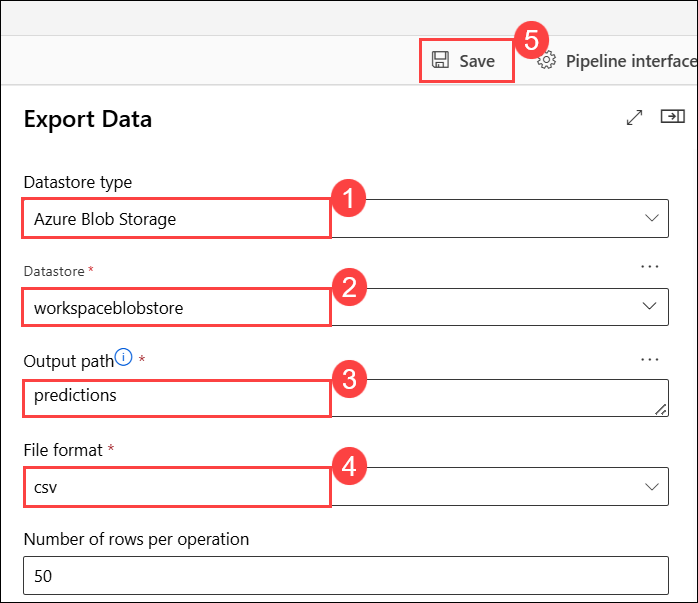 Save
5
Pipeline interface
Export Data
Datastore type
1
Azure Blob Storage
Datastore *
...
2
workspaceblobstore
Output path i *
...
3
predictions
File format *
4
csv
Number of rows per operation
50